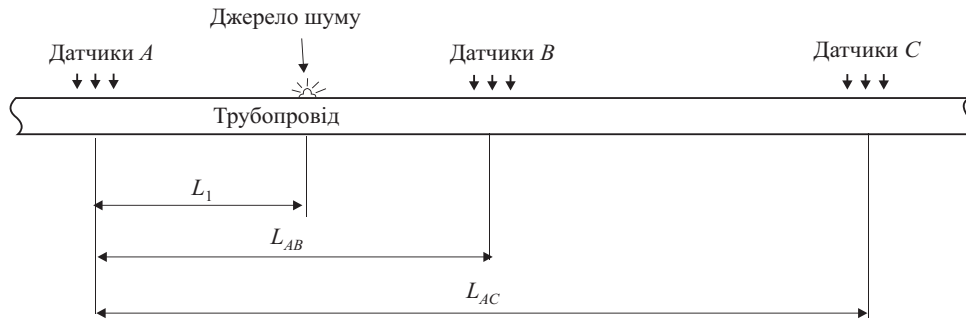 Джерело шуму
Датчики A
Датчики B
Датчики C
Трубопровід
L1
LAB
LAC